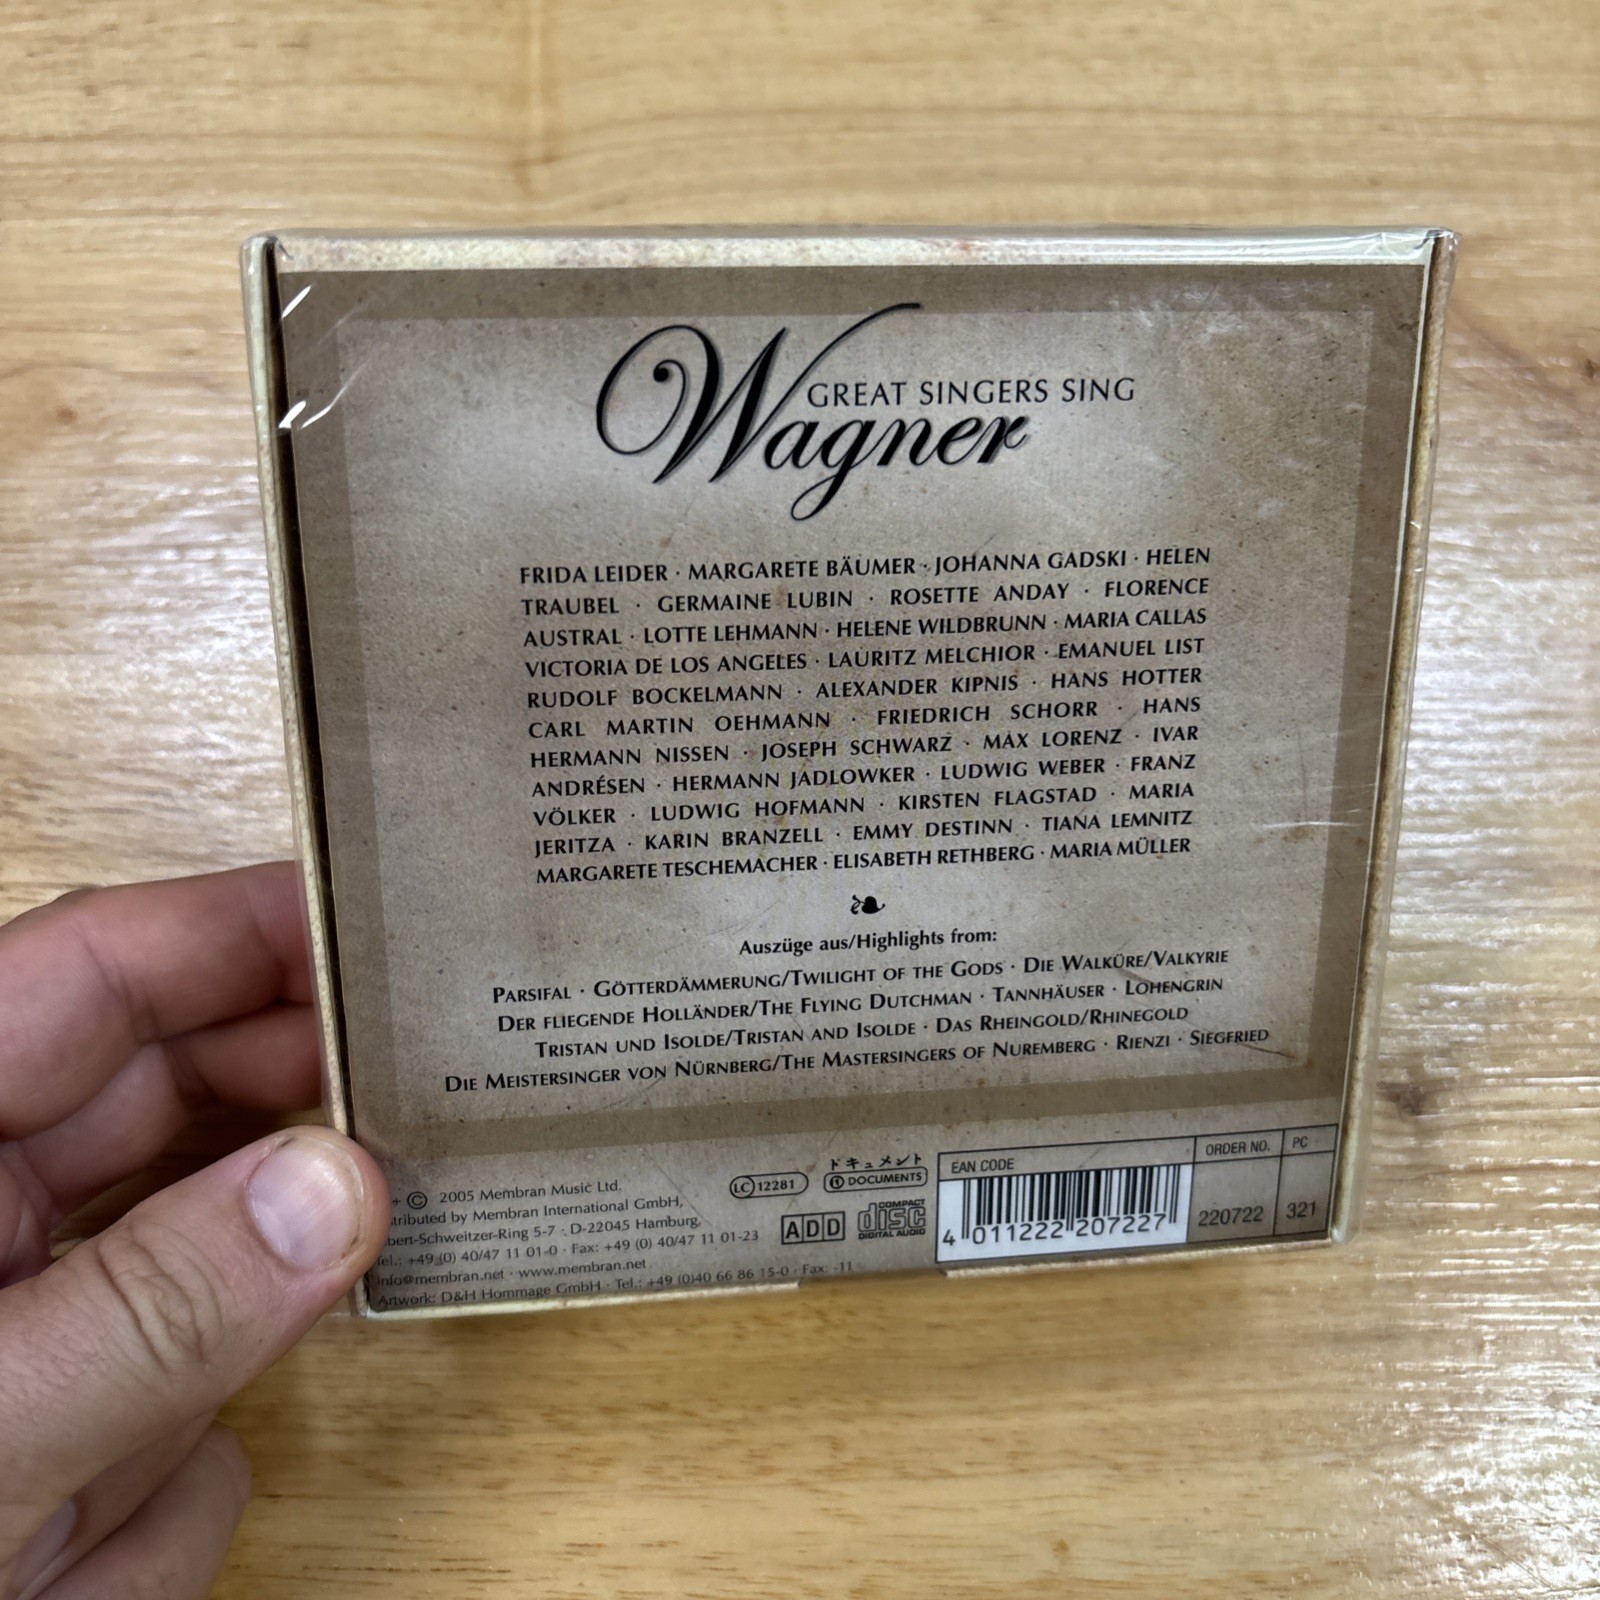 GREAT SINGERS SING
Wagner
FRIDA LEIDER · MARGARETE BÄUMER · JOHANNA GADSKI · HELEN
TRAUBEL · GERMAINE LUBIN · ROSETTE ANDAY · FLORENCE
AUSTRAL · LOTTE LEHMANN · HELENE WILDBRUNN · MARIA CALLAS
VICTORIA DE LOS ANGELES · LAURITZ MELCHIOR · EMANUEL LIST
RUDOLF BOCKELMANN · ALEXANDER KIPNIS · HANS HOTTER
CARL MARTIN OEHMANN · FRIEDRICH SCHORR · HANS
HERMANN NISSEN · JOSEPH SCHWARZ · MAX LORENZ · IVAR
ANDRÉSEN · HERMANN JADLOWKER · LUDWIG WEBER · FRANZ
VÖLKER · LUDWIG HOFMANN · KIRSTEN FLAGSTAD · MARIA
JERITZA · KARIN BRANZELL · EMMY DESTINN · TIANA LEMNITZ
MARGARETE TESCHEMACHER · ELISABETH RETHBERG · MARIA MÜLLER
Auszüge aus/Highlights from:
PARSIFAL · GÖTTERDÄMMERUNG/TWILIGHT OF THE GODS · DIE WALKÜRE/VALKYRIE
DER FLIEGENDE HOLLÄNDER/THE FLYING DUTCHMAN · TANNHÄUSER · LOHENGRIN
TRISTAN UND ISOLDE/TRISTAN AND ISOLDE · DAS RHEINGOLD/RHINEGOLD
DIE MEISTERSINGER VON NÜRNBERG/THE MASTERSINGERS OF NUREMBERG · RIENZI · SIEGFRIED
+ © 2005 Membran Music Ltd.
tributed by Membran International GmbH,
bert-Schweitzer-Ring 5-7 · D-22045 Hamburg,
Tel.: +49 (0) 40/47 11 01-0 · Fax: +49 (0) 40/47 11 01-23
info@membran.net · www.membran.net
Artwork: D&H Hommage GmbH · Tel.: +49 (0)40 66 86 15-0 · Fax: -11
LC 12281
ドキュメント
DOCUMENTS
ADD
COMPACT
disc
DIGITAL AUDIO
EAN CODE
4 011222 207227
ORDER NO.
220722
PC
321